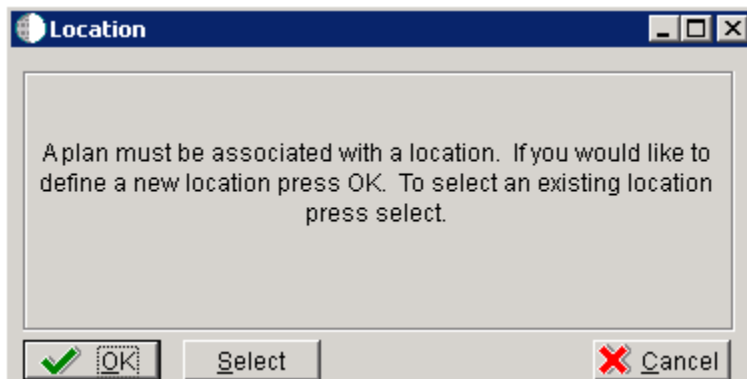 Location
A plan must be associated with a location.  If you would like to
define a new location press OK.  To select an existing location
press select.
OK
Select
Cancel